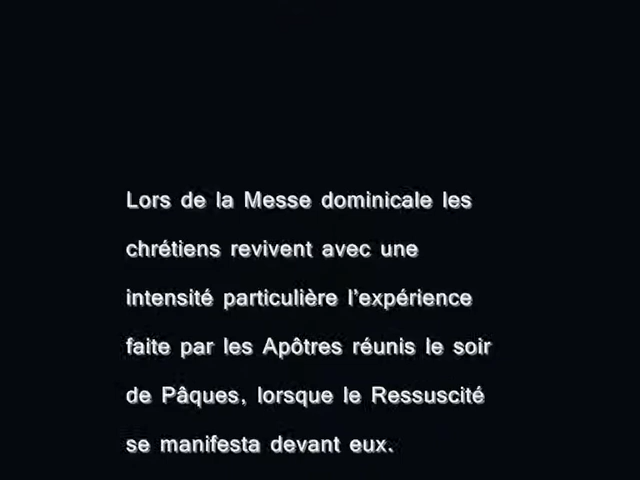 Lors de la Messe dominicale les
chrétiens revivent avec une
intensité particulière l'expérience
faite par les Apôtres réunis le soir
de Pâques, lorsque le Ressuscité
se manifesta devant eux.